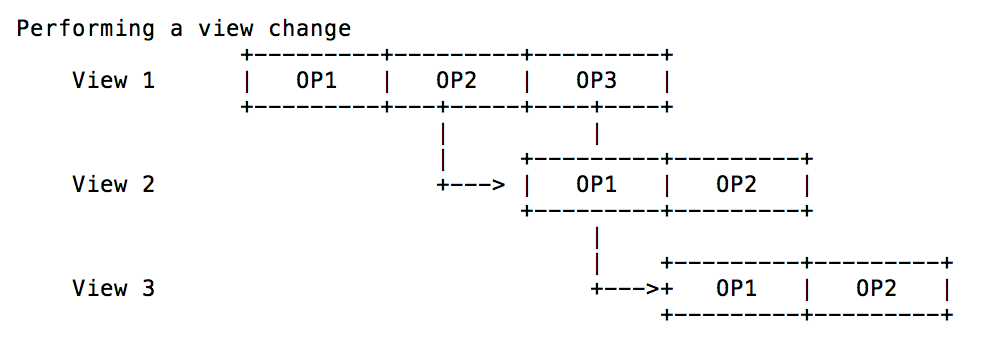 Performing a view change
                +---------+---------+---------+
    View 1      |   OP1   |   OP2   |   OP3   |
                +---------+---+-----+----+----+
                              |          |
                              |     +---------+---------+
    View 2                    +---> |   OP1   |   OP2   |
                                    +---------+---------+
                                         |
                                         |    +---------+---------+
    View 3                               +--->+   OP1   |   OP2   |
                                              +---------+---------+